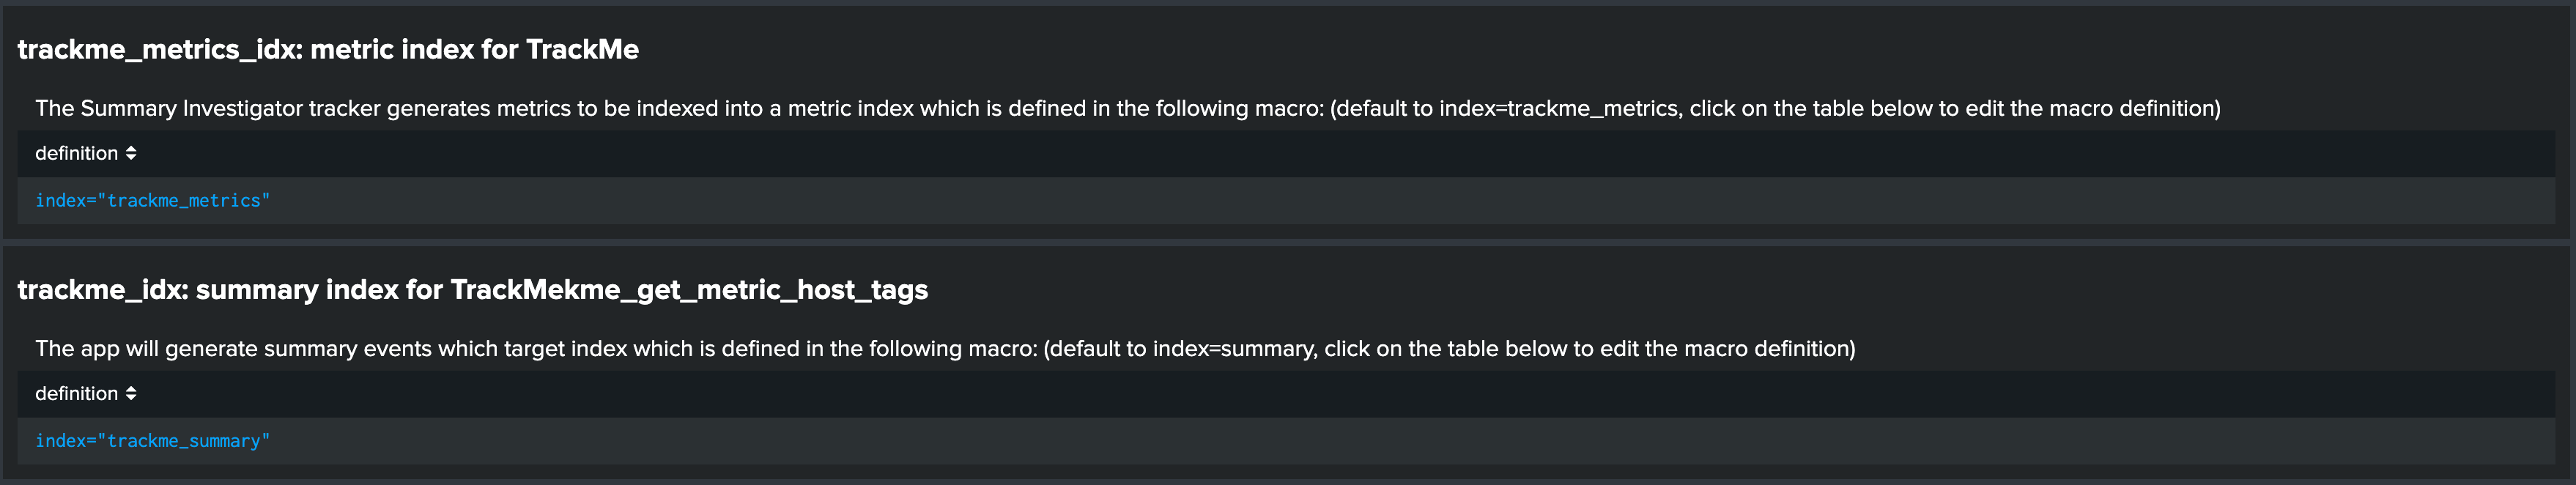 trackme_metrics_idx: metric index for TrackMe
The Summary Investigator tracker generates metrics to be indexed into a metric index which is defined in the following macro: (default to index=trackme_metrics, click on the table below to edit the macro definition)
definition
index="trackme_metrics"
trackme_idx: summary index for TrackMekme_get_metric_host_tags
The app will generate summary events which target index which is defined in the following macro: (default to index=summary, click on the table below to edit the macro definition)
definition
index="trackme_summary"